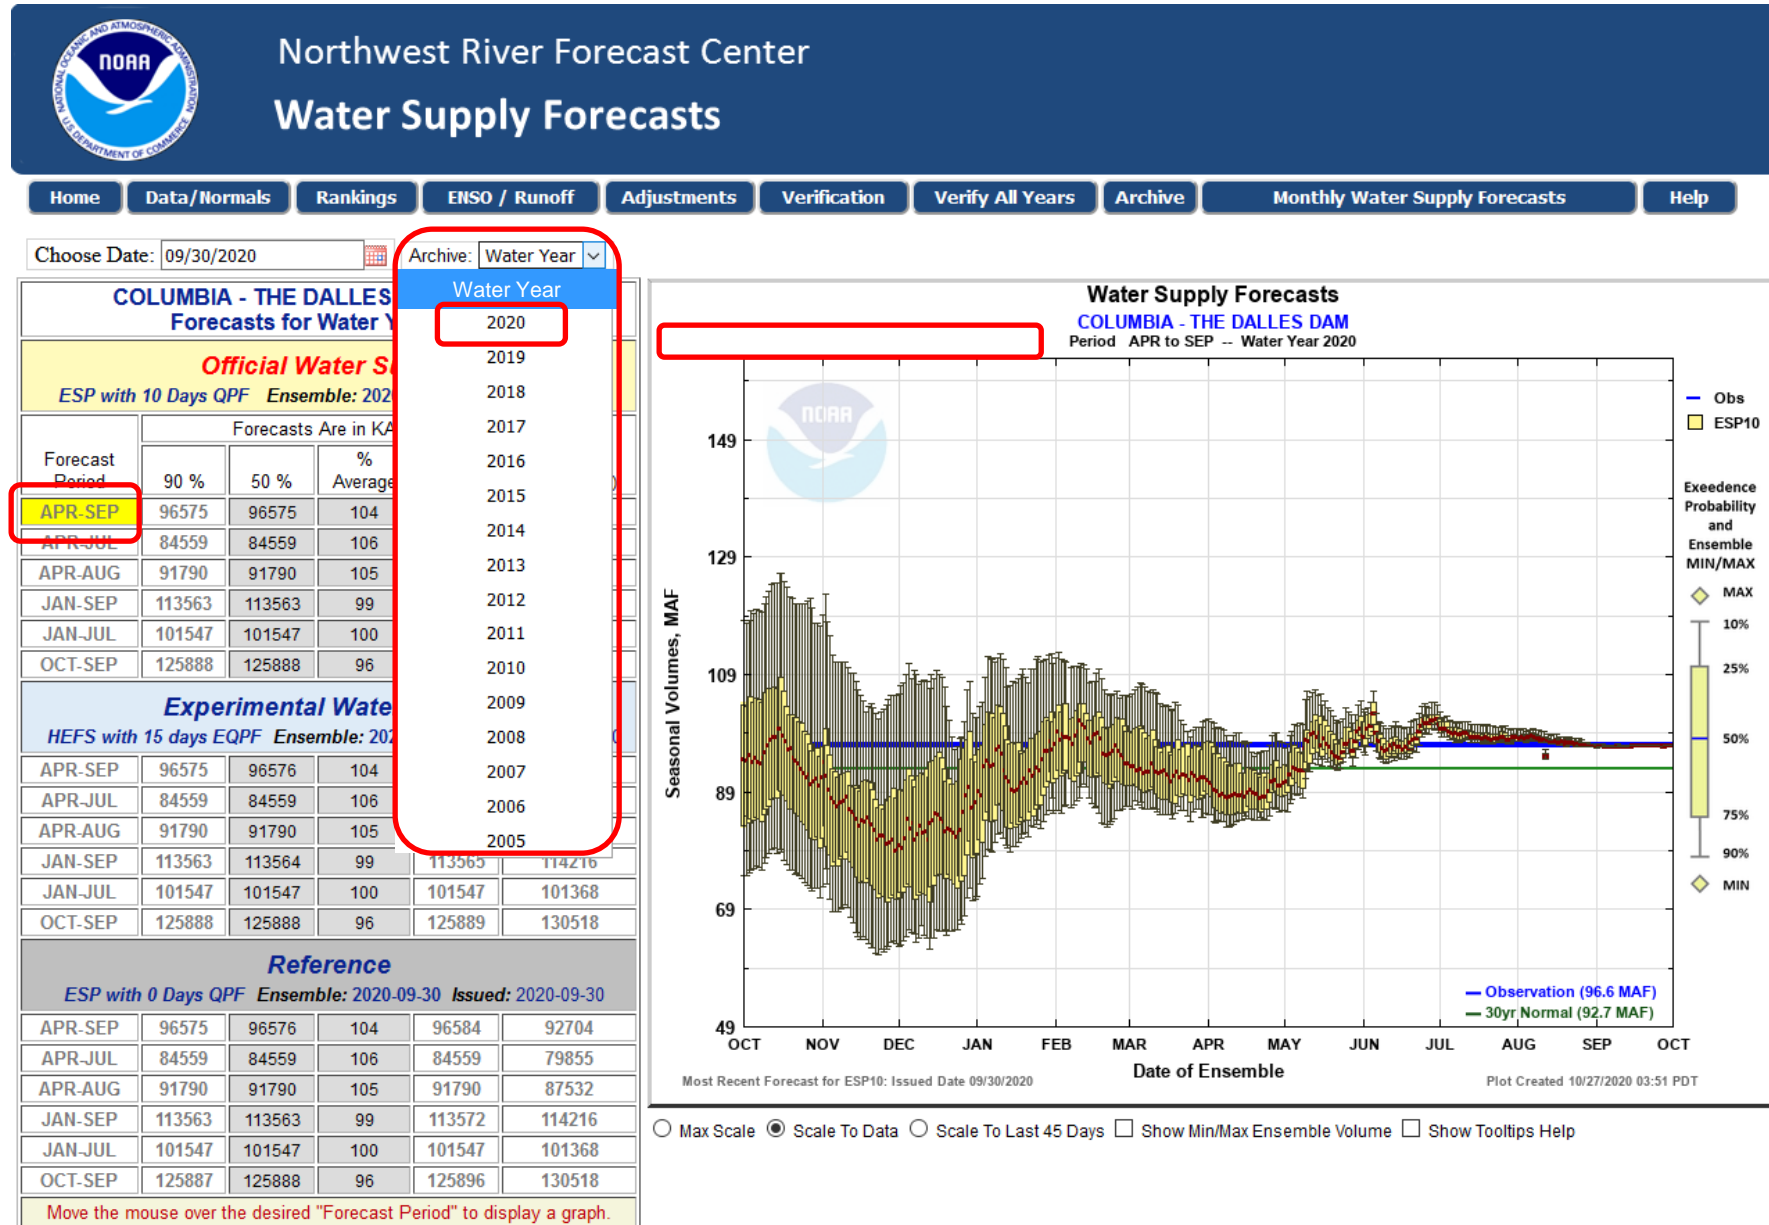 NATIONAL OCEANIC AND ATMOSPHERIC ADMINISTRATION
U.S. DEPARTMENT OF COMMERCE
NOAA
Northwest River Forecast Center
Water Supply Forecasts
Home Data/Normals Rankings ENSO / Runoff Adjustments Verification Verify All Years Archive Monthly Water Supply Forecasts Help
Choose Date: 09/30/2020 Archive: Water Year
Water Year
2020
2019
2018
2017
2016
2015
2014
2013
2012
2011
2010
2009
2008
2007
2006
2005
COLUMBIA - THE DALLES
Forecasts for Water Y
Official Water S
ESP with 10 Days QPF Ensemble: 202
Forecasts Are in KA
Forecast Period 90 % 50 % % Average )
APR-SEP 96575 96575 104
APR-JUL 84559 84559 106
APR-AUG 91790 91790 105
JAN-SEP 113563 113563 99
JAN-JUL 101547 101547 100
OCT-SEP 125888 125888 96
Experimental Wate
HEFS with 15 days EQPF Ensemble: 202 0
APR-SEP 96575 96576 104
APR-JUL 84559 84559 106
APR-AUG 91790 91790 105
JAN-SEP 113563 113564 99 113565 114216
JAN-JUL 101547 101547 100 101547 101368
OCT-SEP 125888 125888 96 125889 130518
Reference
ESP with 0 Days QPF Ensemble: 2020-09-30 Issued: 2020-09-30
APR-SEP 96575 96576 104 96584 92704
APR-JUL 84559 84559 106 84559 79855
APR-AUG 91790 91790 105 91790 87532
JAN-SEP 113563 113563 99 113572 114216
JAN-JUL 101547 101547 100 101547 101368
OCT-SEP 125887 125888 96 125896 130518
Move the mouse over the desired "Forecast Period" to display a graph.
Water Supply Forecasts
COLUMBIA - THE DALLES DAM
Period APR to SEP -- Water Year 2020
NOAA
Seasonal Volumes, MAF
149
129
109
89
69
49
OCT NOV DEC JAN FEB MAR APR MAY JUN JUL AUG SEP OCT
Date of Ensemble
Observation (96.6 MAF)
30yr Normal (92.7 MAF)
Most Recent Forecast for ESP10: Issued Date 09/30/2020
Plot Created 10/27/2020 03:51 PDT
Obs
ESP10
Exeedence
Probability
and
Ensemble
MIN/MAX
MAX
10%
25%
50%
75%
90%
MIN
Max Scale Scale To Data Scale To Last 45 Days Show Min/Max Ensemble Volume Show Tooltips Help